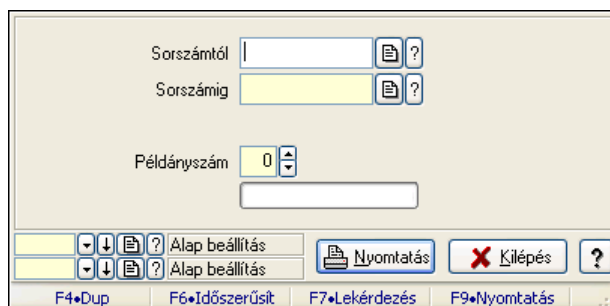 Sorszámtól ?
Sorszámig ?
Példányszám 0
? Alap beállítás
? Alap beállítás
Nyomtatás Kilépés ?
F4•Dup F6•Időszerűsít F7•Lekérdezés F9•Nyomtatás